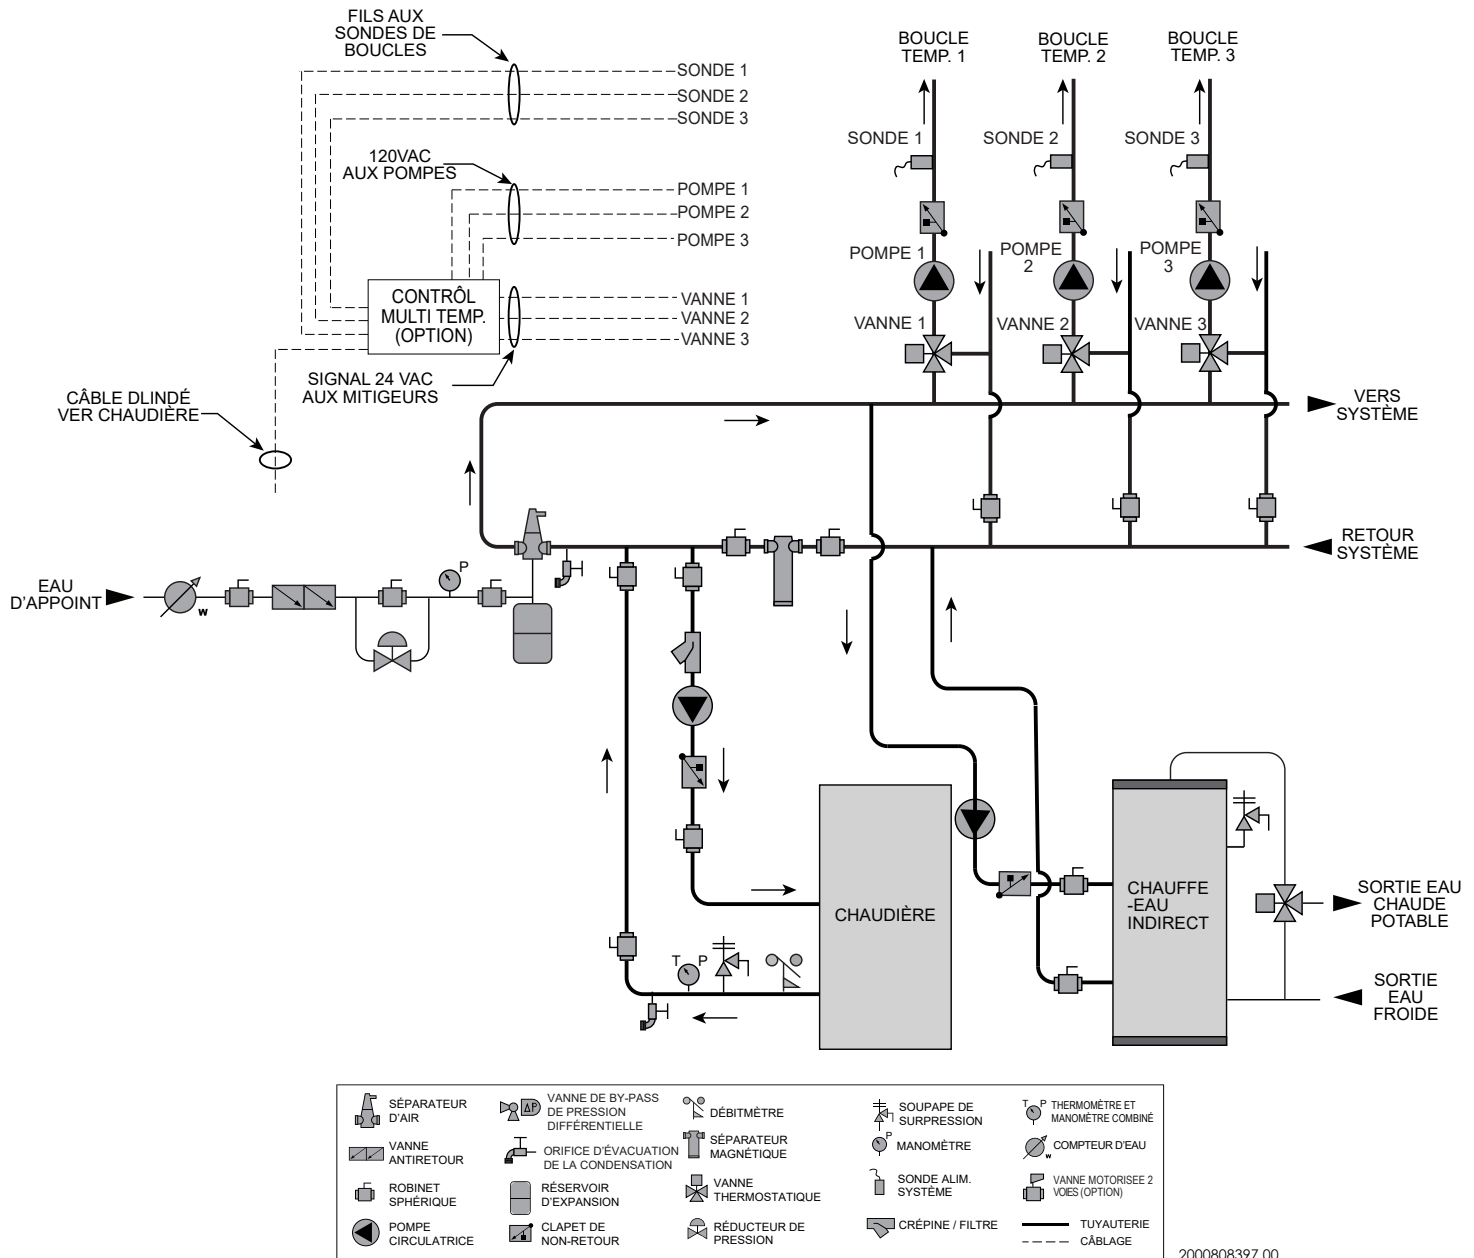 FILS AUX
SONDES DE
BOUCLES
SONDE 1
SONDE 2
SONDE 3
120VAC
AUX POMPES
POMPE 1
POMPE 2
POMPE 3
CONTRÔL
MULTI TEMP.
(OPTION)
VANNE 1
VANNE 2
VANNE 3
SIGNAL 24 VAC
AUX MITIGEURS
CÂBLE DLINDÉ
VER CHAUDIÈRE
BOUCLE
TEMP. 1
BOUCLE
TEMP. 2
BOUCLE
TEMP. 3
SONDE 1
SONDE 2
SONDE 3
POMPE 1
POMPE
2
POMPE
3
VANNE 1
VANNE 2
VANNE 3
VERS
SYSTÈME
RETOUR
SYSTÈME
EAU
D'APPOINT
W
P
T
P
CHAUDIÈRE
CHAUFFE
-EAU
INDIRECT
SORTIE EAU
CHAUDE
POTABLE
SORTIE
EAU
FROIDE
SÉPARATEUR
D'AIR
VANNE
ANTIRETOUR
ROBINET
SPHÉRIQUE
POMPE
CIRCULATRICE
ΔP
VANNE DE BY-PASS
DE PRESSION
DIFFÉRENTIELLE
ORIFICE D'ÉVACUATION
DE LA CONDENSATION
RÉSERVOIR
D'EXPANSION
CLAPET DE
NON-RETOUR
DÉBITMÈTRE
SÉPARATEUR
MAGNÉTIQUE
VANNE
THERMOSTATIQUE
RÉDUCTEUR DE
PRESSION
SOUPAPE DE
SURPRESSION
P
MANOMÈTRE
SONDE ALIM.
SYSTÈME
CRÉPINE / FILTRE
T
P
THERMOMÈTRE ET
MANOMÈTRE COMBINÉ
W
COMPTEUR D'EAU
VANNE MOTORISEE 2
VOIES (OPTION)
TUYAUTERIE
CÂBLAGE
2000808397 00